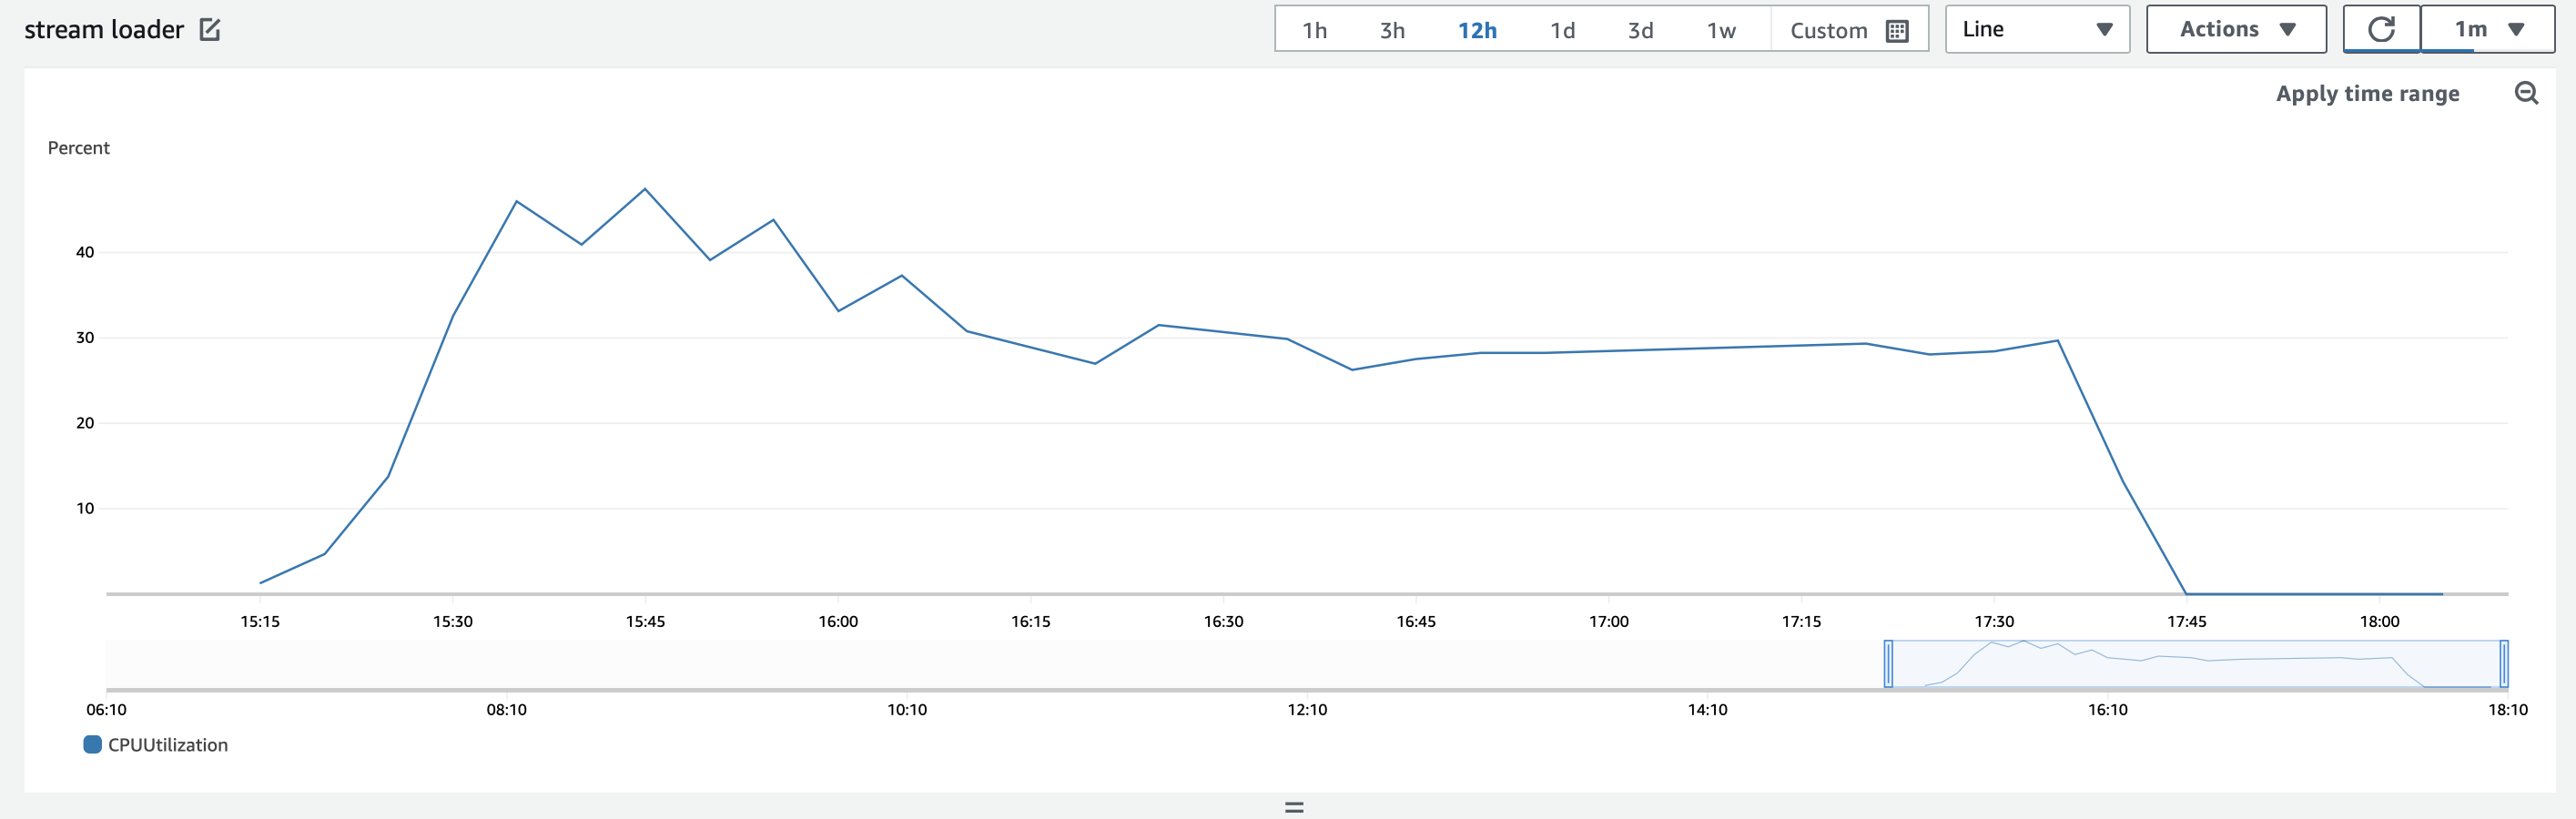 stream loader 1h 3h 12h 1d 3d 1w Custom Line Actions 1m
Apply time range
Percent
40
30
20
10
15:15 15:30 15:45 16:00 16:15 16:30 16:45 17:00 17:15 17:30 17:45 18:00
06:10 08:10 10:10 12:10 14:10 16:10 18:10
CPUUtilization